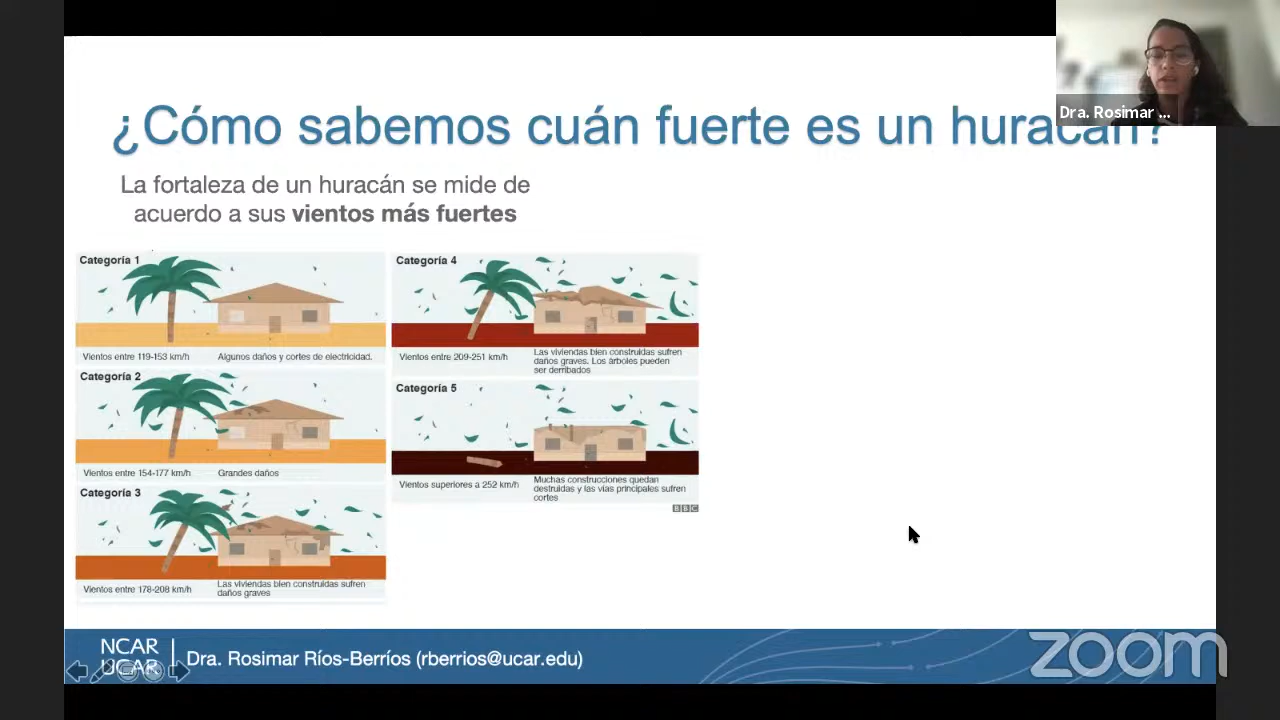 ¿Cómo sabemos cuán fuerte es un huracán?
Dra. Rosimar ...
La fortaleza de un huracán se mide de
acuerdo a sus vientos más fuertes
Categoría 1
Vientos entre 119-153 km/h
Algunos daños y cortes de electricidad.
Categoría 2
Vientos entre 154-177 km/h
Grandes daños
Categoría 3
Vientos entre 178-208 km/h
Las viviendas bien construidas sufren
daños graves
Categoría 4
Vientos entre 209-251 km/h
Las viviendas bien construidas sufren
daños graves. Los árboles pueden
ser derribados
Categoría 5
Vientos superiores a 252 km/h
Muchas construcciones quedan
destruidas y las vías principales sufren
cortes
BBC
NCAR
UCAR
Dra. Rosimar Ríos-Berríos (rberrios@ucar.edu)
zoom